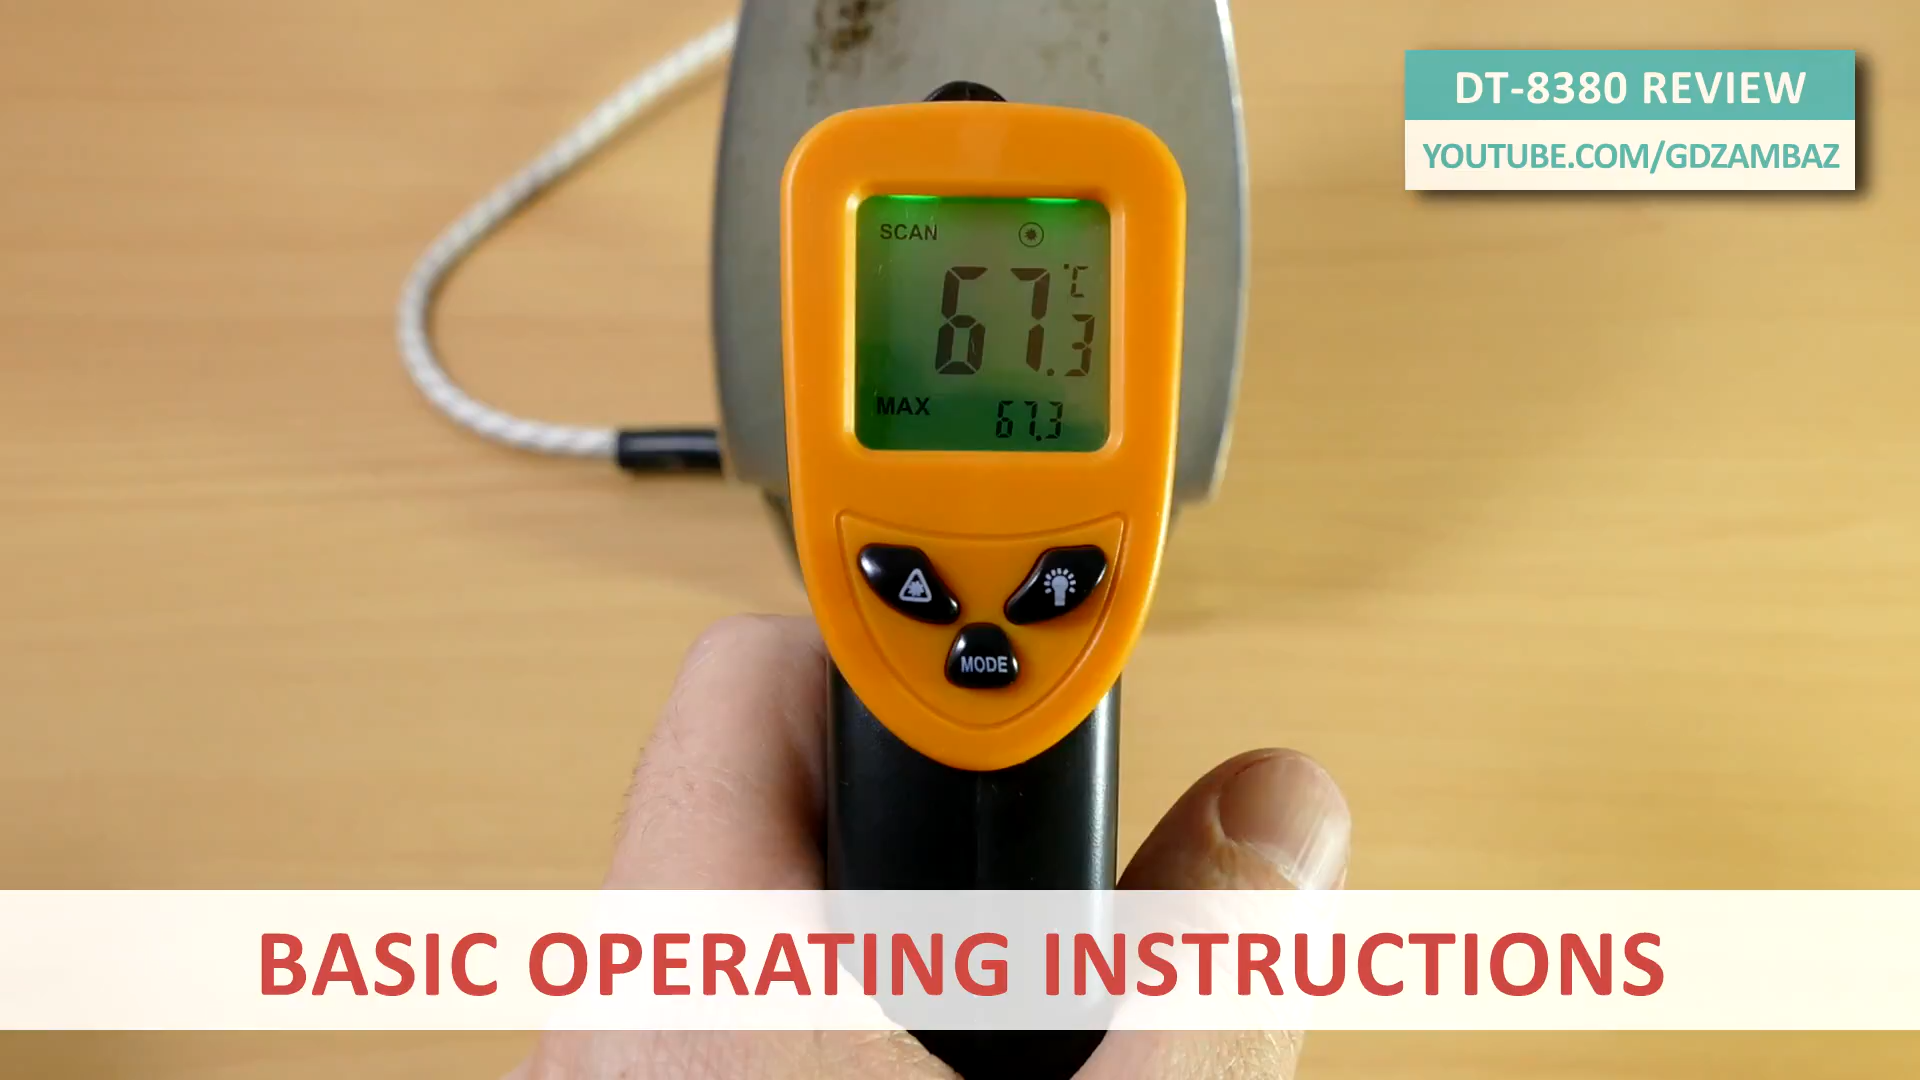 DT-8380 REVIEW
YOUTUBE.COM/GDZAMBAZ
SCAN
67.3 °C
MAX 67.3
MODE
BASIC OPERATING INSTRUCTIONS